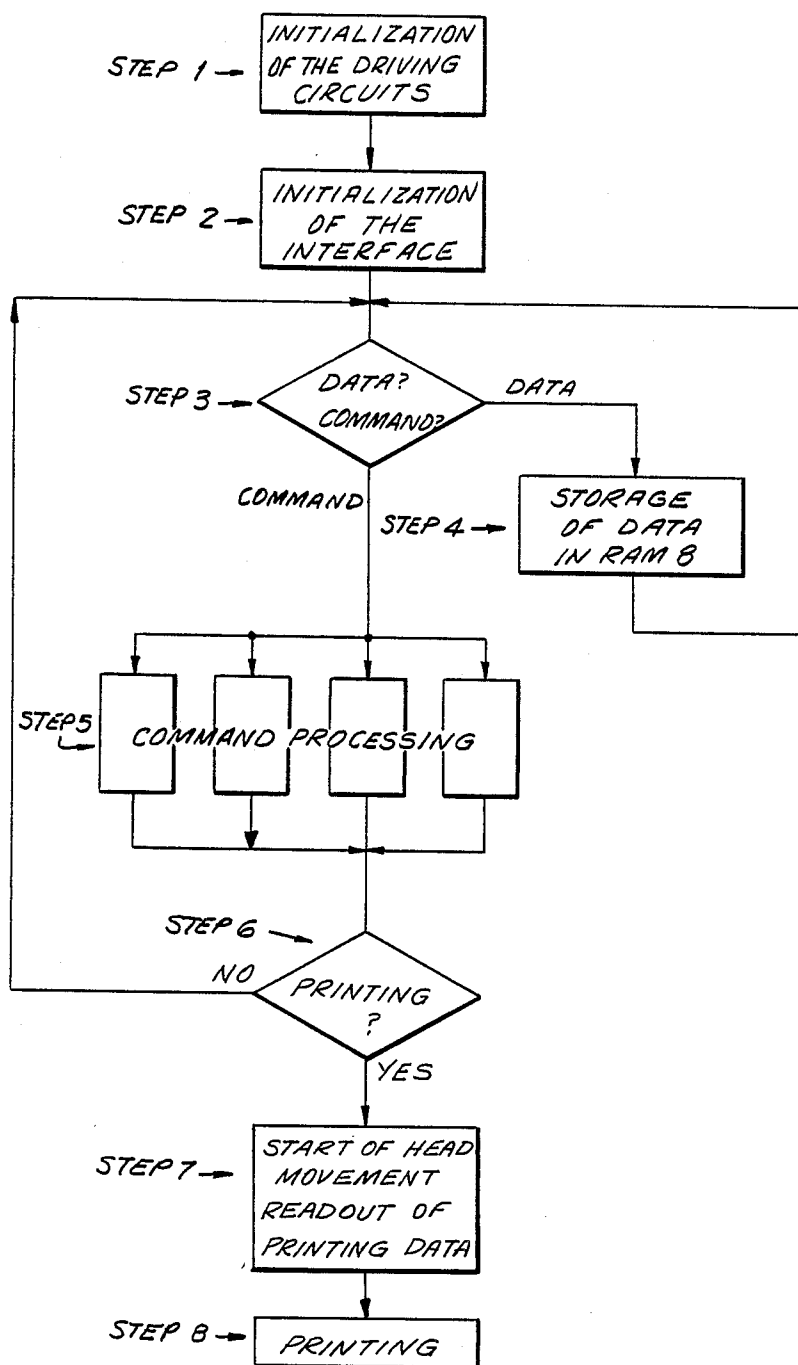 STEP 1
INITIALIZATION
OF THE DRIVING
CIRCUITS
STEP 2
INITIALIZATION
OF THE
INTERFACE
STEP 3
DATA?
COMMAND?
DATA
COMMAND
STEP 4
STORAGE
OF DATA
IN RAM 8
STEP 5
COMMAND PROCESSING
STEP 6
NO
PRINTING
?
YES
STEP 7
START OF HEAD
MOVEMENT
READOUT OF
PRINTING DATA
STEP 8
PRINTING